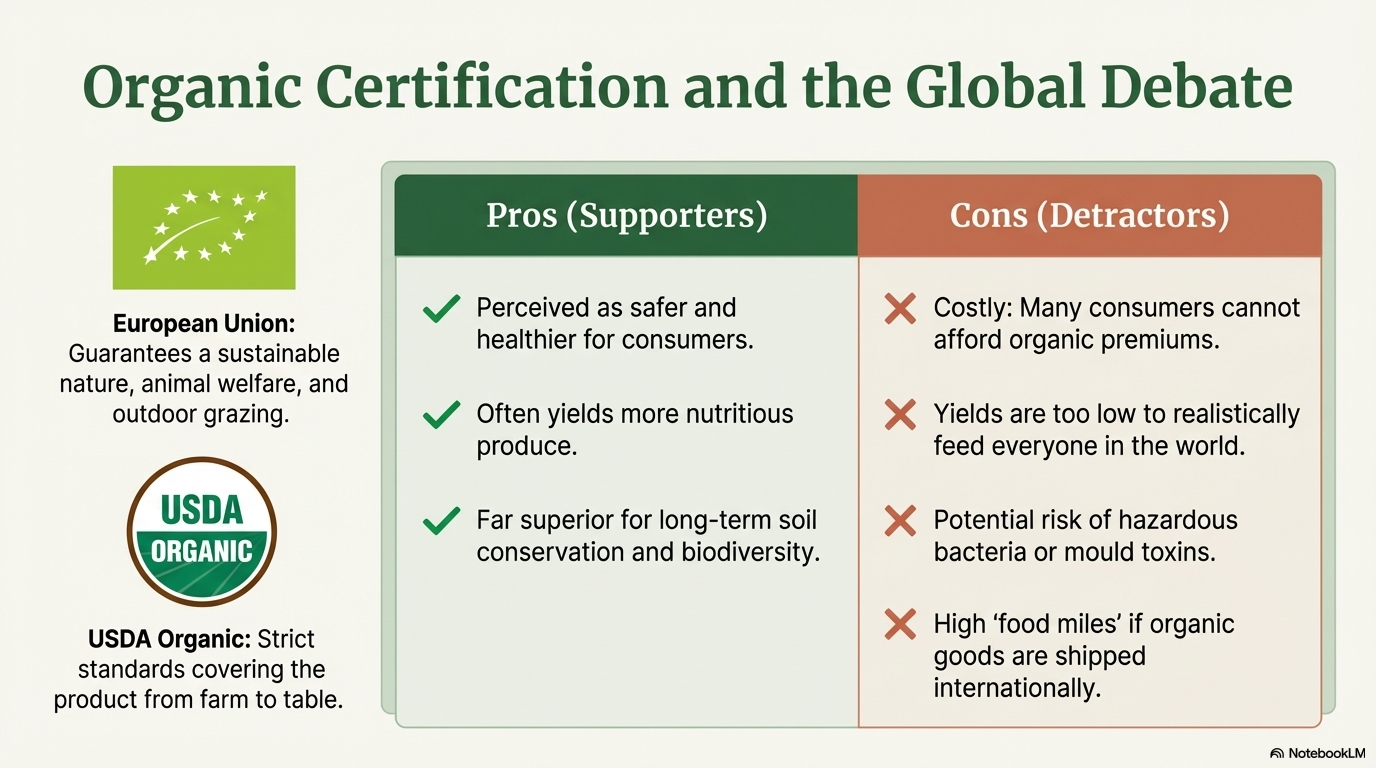 Organic Certification and the Global Debate
European Union:
Guarantees a sustainable
nature, animal welfare, and
outdoor grazing.
USDA
ORGANIC
USDA Organic: Strict
standards covering the
product from farm to table.
Pros (Supporters)
Perceived as safer and
healthier for consumers.
Often yields more nutritious
produce.
Far superior for long-term soil
conservation and biodiversity.
Cons (Detractors)
Costly: Many consumers cannot
afford organic premiums.
Yields are too low to realistically
feed everyone in the world.
Potential risk of hazardous
bacteria or mould toxins.
High ‘food miles’ if organic
goods are shipped
internationally.
NotebookLM